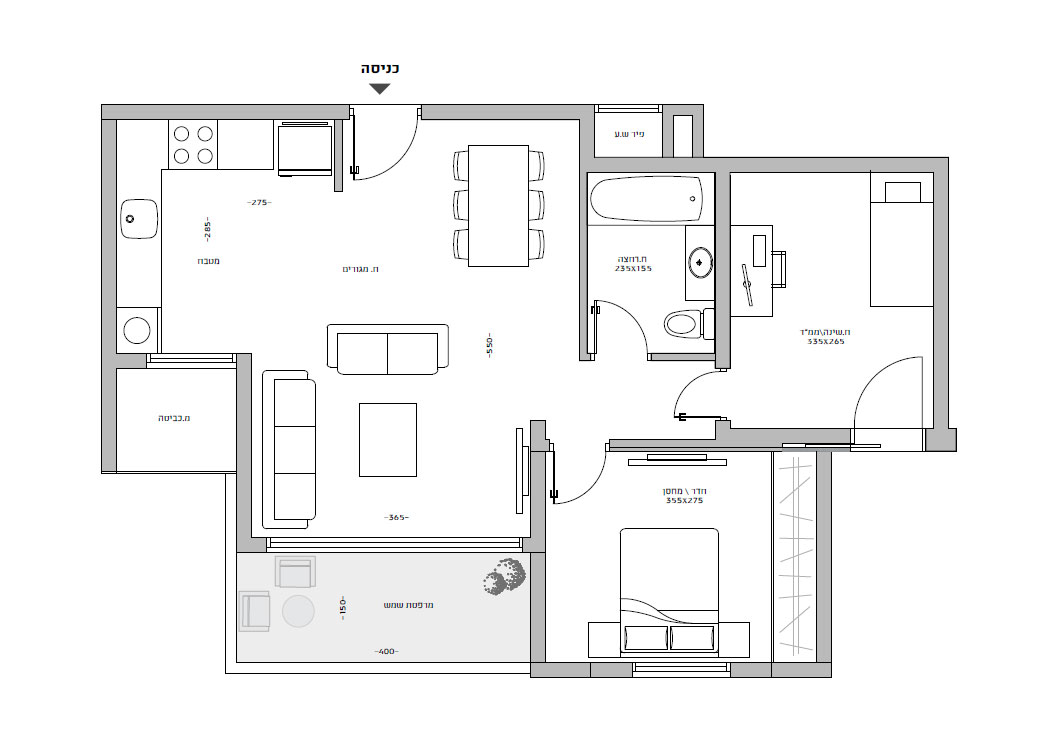 כניסה
פיר ש.ע
-275-
-285-
מטבח
ח. מגורים
ח.רחצה
235X155
ח.שינה\ממ"ד
335X265
-550-
מ.כביסה
חדר \ מחסן
355X275
-365-
מרפסת שמש
-150-
-400-